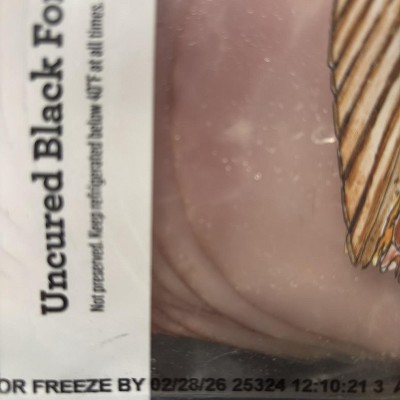 Uncured Black Fo
Not preserved. Keep refrigerated below 40°F at all times.
OR FREEZE BY 02/28/26 25324 12:10:21 3 A